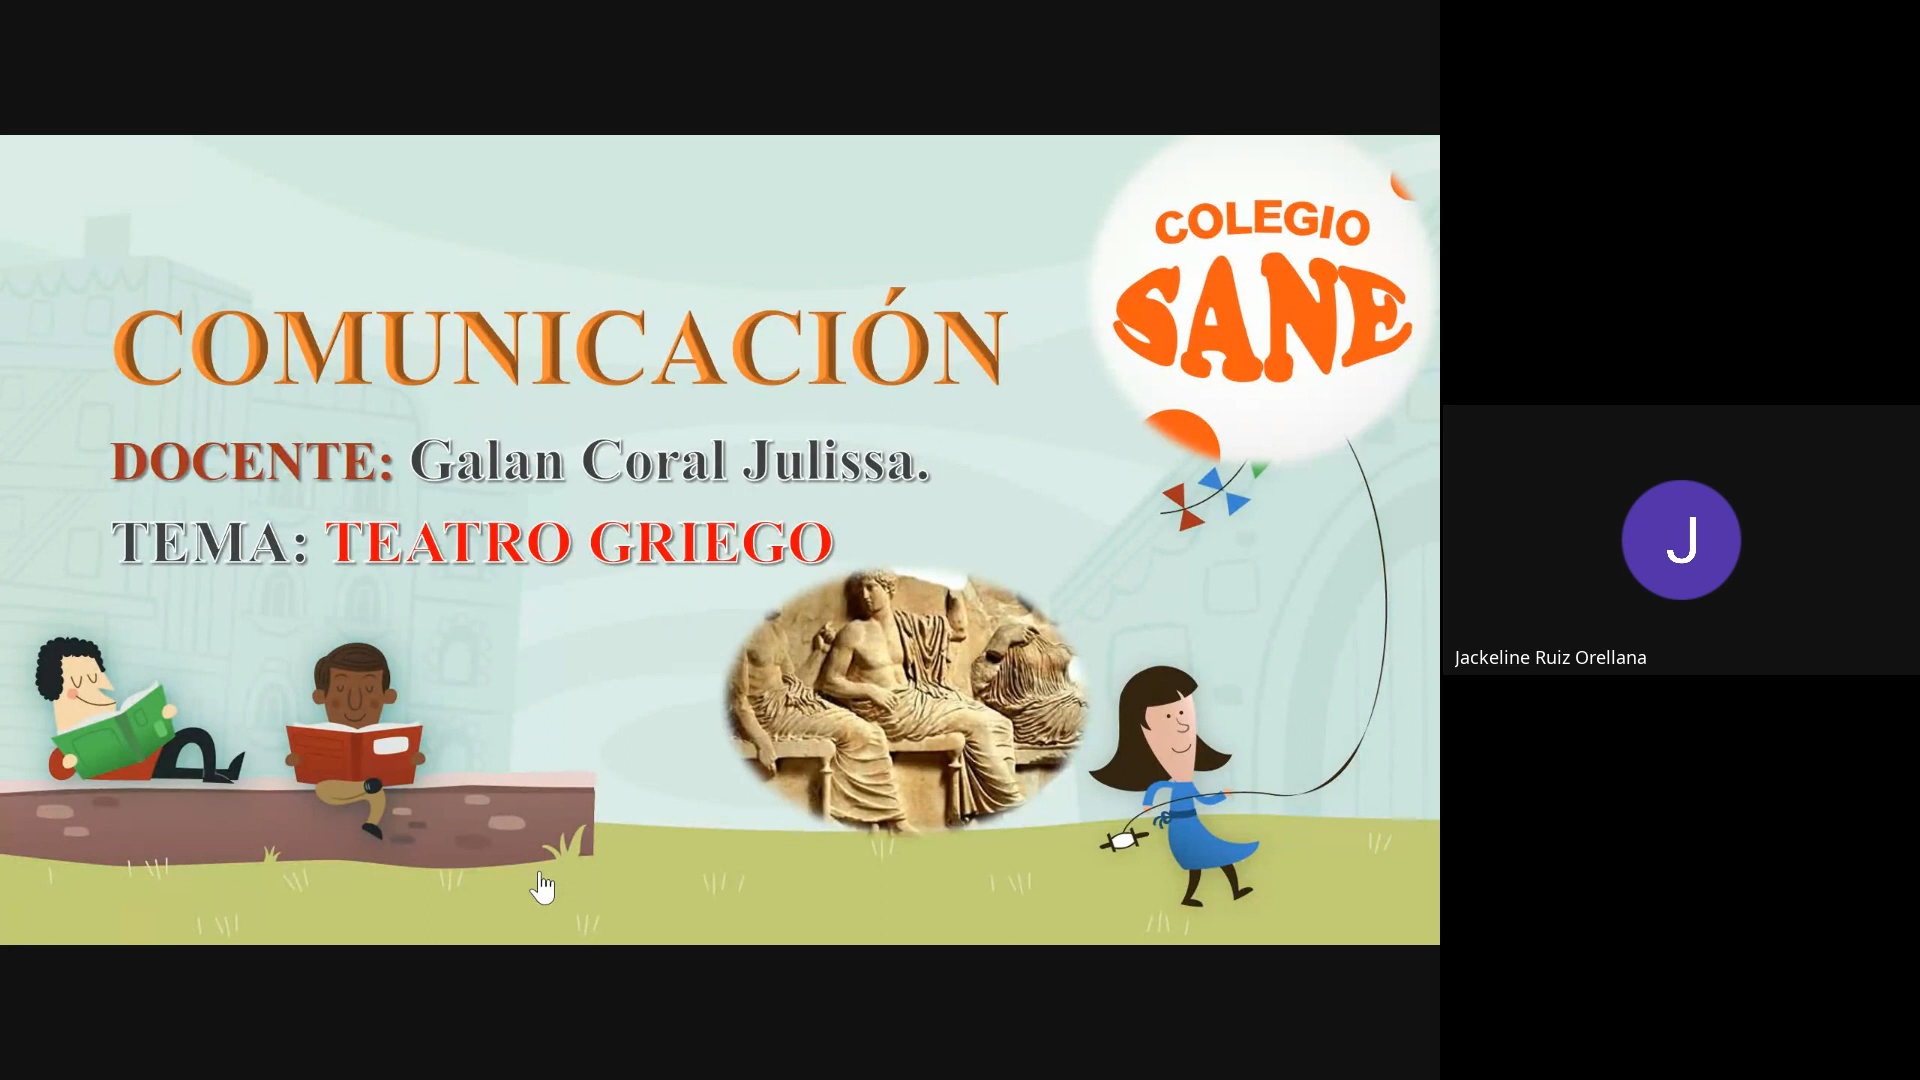 COLEGIO
SANE
COMUNICACIÓN
DOCENTE: Galan Coral Julissa.
TEMA: TEATRO GRIEGO
J
Jackeline Ruiz Orellana